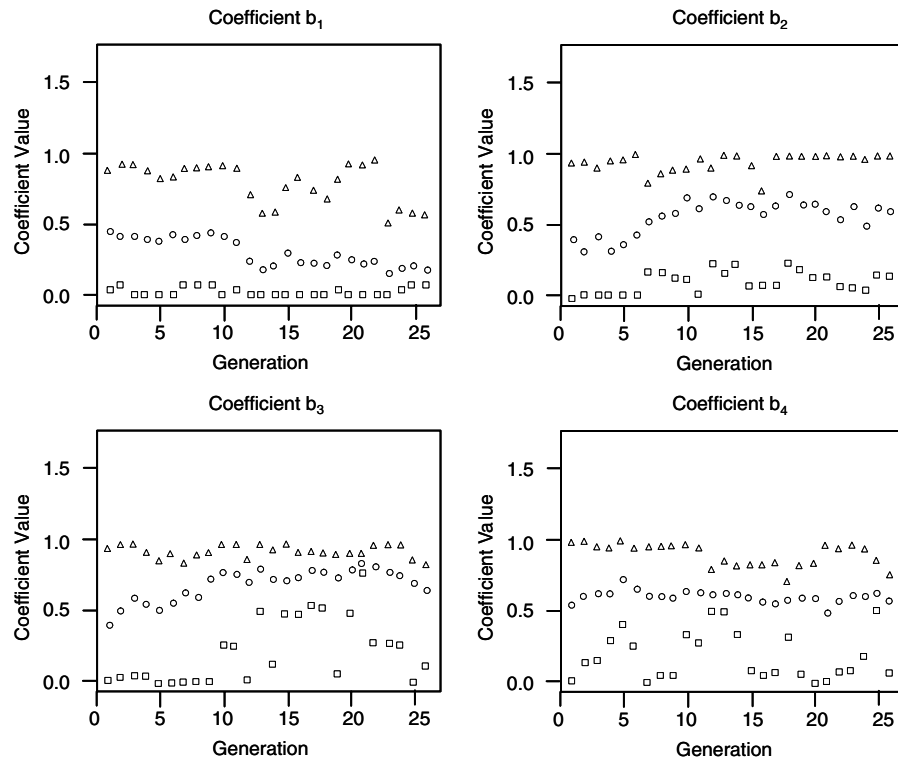 Coefficient b1
Coefficient Value
1.5
1.0
0.5
0.0
0 5 10 15 20 25
Generation
Coefficient b2
Coefficient Value
1.5
1.0
0.5
0.0
0 5 10 15 20 25
Generation
Coefficient b3
Coefficient Value
1.5
1.0
0.5
0.0
0 5 10 15 20 25
Generation
Coefficient b4
Coefficient Value
1.5
1.0
0.5
0.0
0 5 10 15 20 25
Generation